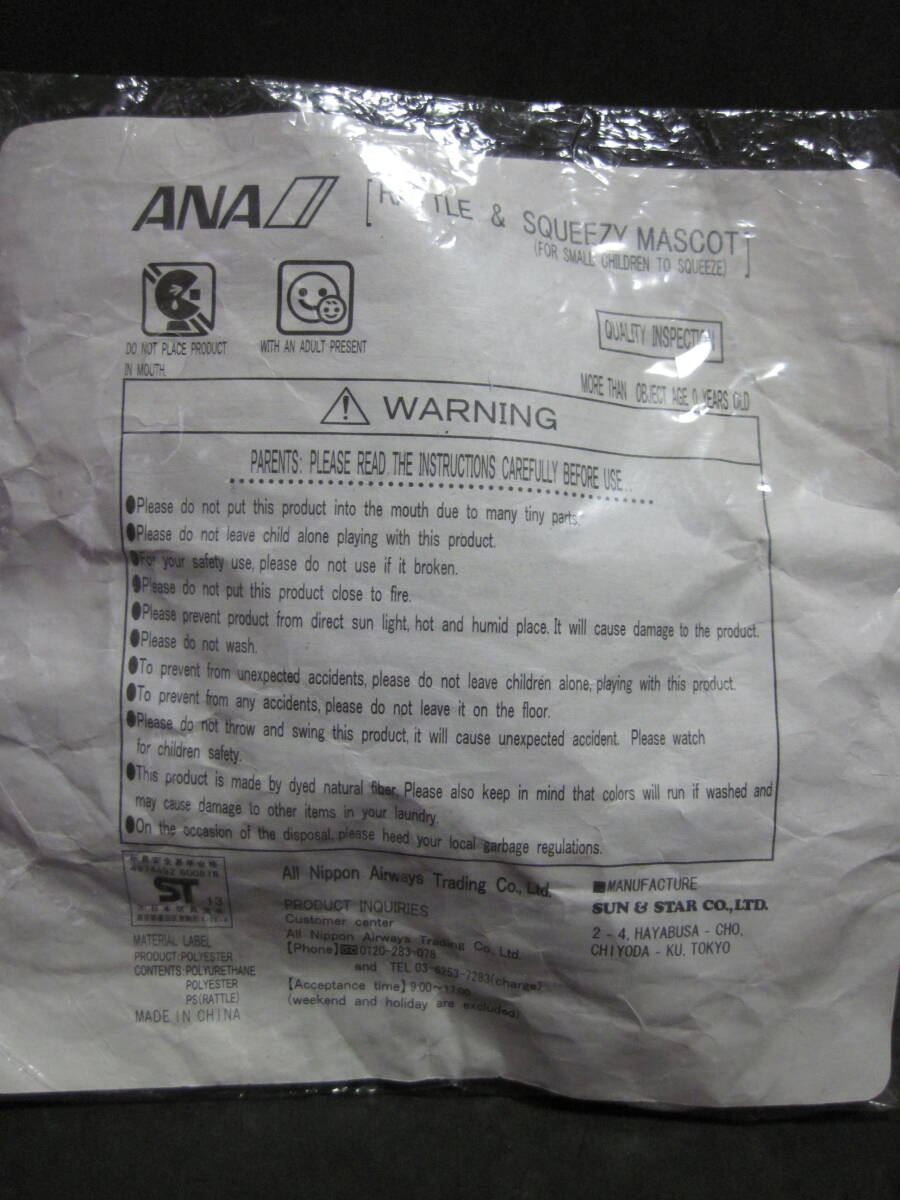 ANA
& SQUEEZY MASCOT]
(FOR SMALL CHILDREN TO SQUEEZE)
DO NOT PLACE PRODUCT
IN MOUTH.
WITH AN ADULT PRESENT
QUALITY INSPECTION
MORE THAN OBJECT AGE 0 YEARS OLD
WARNING
PARENTS: PLEASE READ THE INSTRUCTIONS CAREFULLY BEFORE USE...
●Please do not put this product into the mouth due to many tiny parts.
●Please do not leave child alone playing with this product.
●For your safety use, please do not use if it broken.
●Please do not put this product close to fire.
●Please prevent product from direct sun light, hot and humid place. It will cause damage to the product.
●Please do not wash.
●To prevent from unexpected accidents, please do not leave children alone, playing with this product.
●To prevent from any accidents, please do not leave it on the floor.
●Please do not throw and swing this product, it will cause unexpected accident. Please watch
for children safety.
●This product is made by dyed natural fiber. Please also keep in mind that colors will run if washed and
may cause damage to other items in your laundry.
●On the occasion of the disposal, please heed your local garbage regulations.
ST 13
MATERIAL LABEL
PRODUCT:POLYESTER
CONTENTS:POLYURETHANE
POLYESTER
PS(RATTLE)
MADE IN CHINA
All Nippon Airways Trading Co., Ltd.
PRODUCT INQUIRIES
Customer center
All Nippon Airways Trading Co., Ltd.
【Phone】0120-283-078
and TEL 03-6253-7283(charge)
【Acceptance time】9:00~17:00
(weekend and holiday are excluded)
■MANUFACTURE
SUN & STAR CO.,LTD.
2 - 4, HAYABUSA - CHO,
CHIYODA - KU, TOKYO